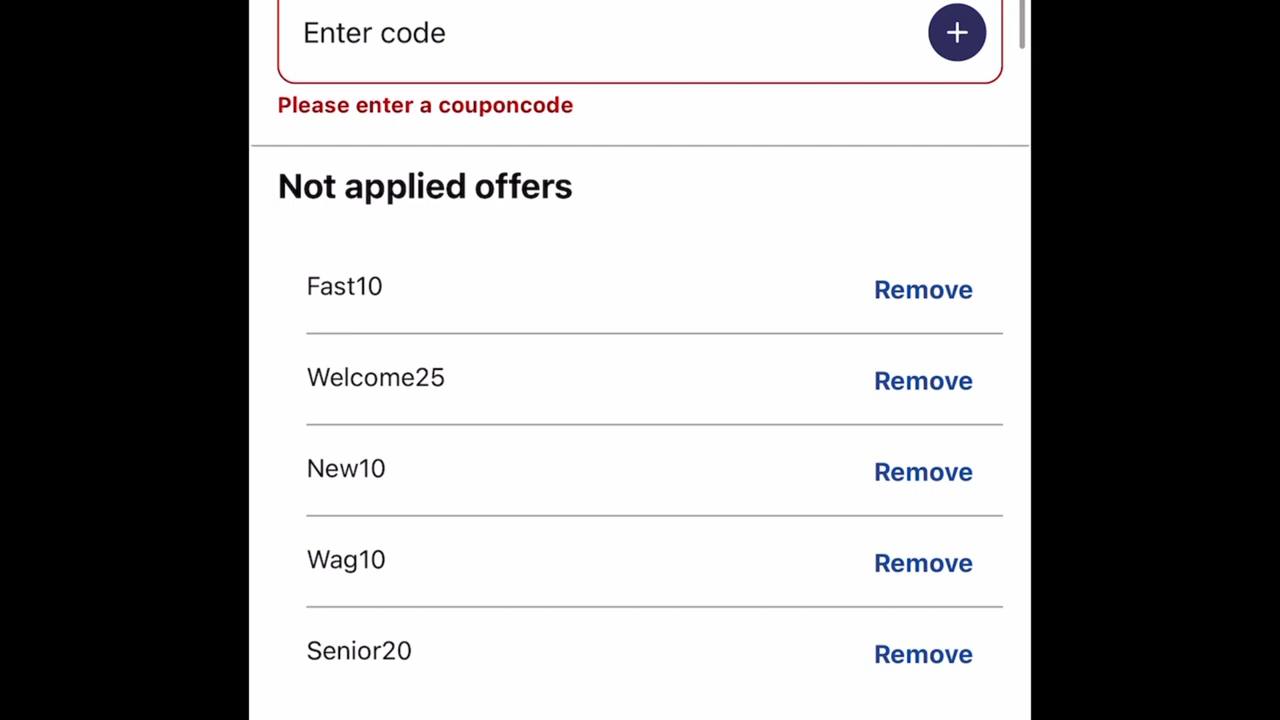 Enter code
Please enter a couponcode
Not applied offers
Fast10
Remove
Welcome25
Remove
New10
Remove
Wag10
Remove
Senior20
Remove